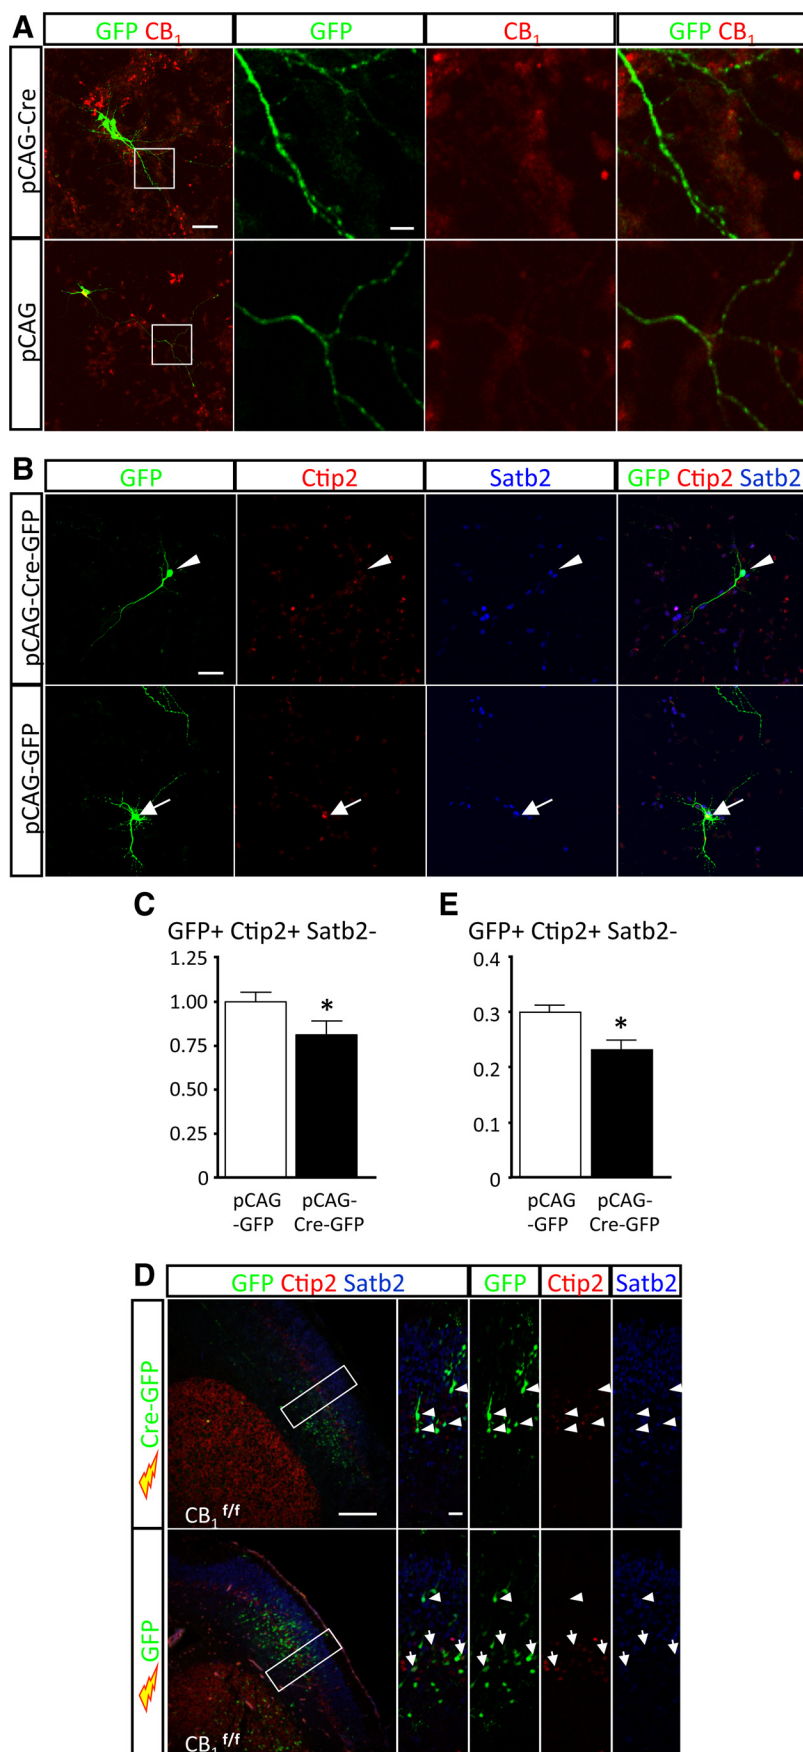 A
GFP CB1
GFP
CB1
GFP CB1
pCAG-Cre
pCAG
B
GFP
Ctip2
Satb2
GFP Ctip2 Satb2
pCAG-Cre-GFP
pCAG-GFP
C
GFP+ Ctip2+ Satb2-
1.25
1.00
0.75
0.50
0.25
0
*
pCAG
-GFP
pCAG-
Cre-GFP
E
GFP+ Ctip2+ Satb2-
0.4
0.3
0.2
0.1
0
*
pCAG
-GFP
pCAG-
Cre-GFP
D
GFP Ctip2 Satb2
GFP
Ctip2
Satb2
Cre-GFP
CB1 f/f
GFP
CB1 f/f